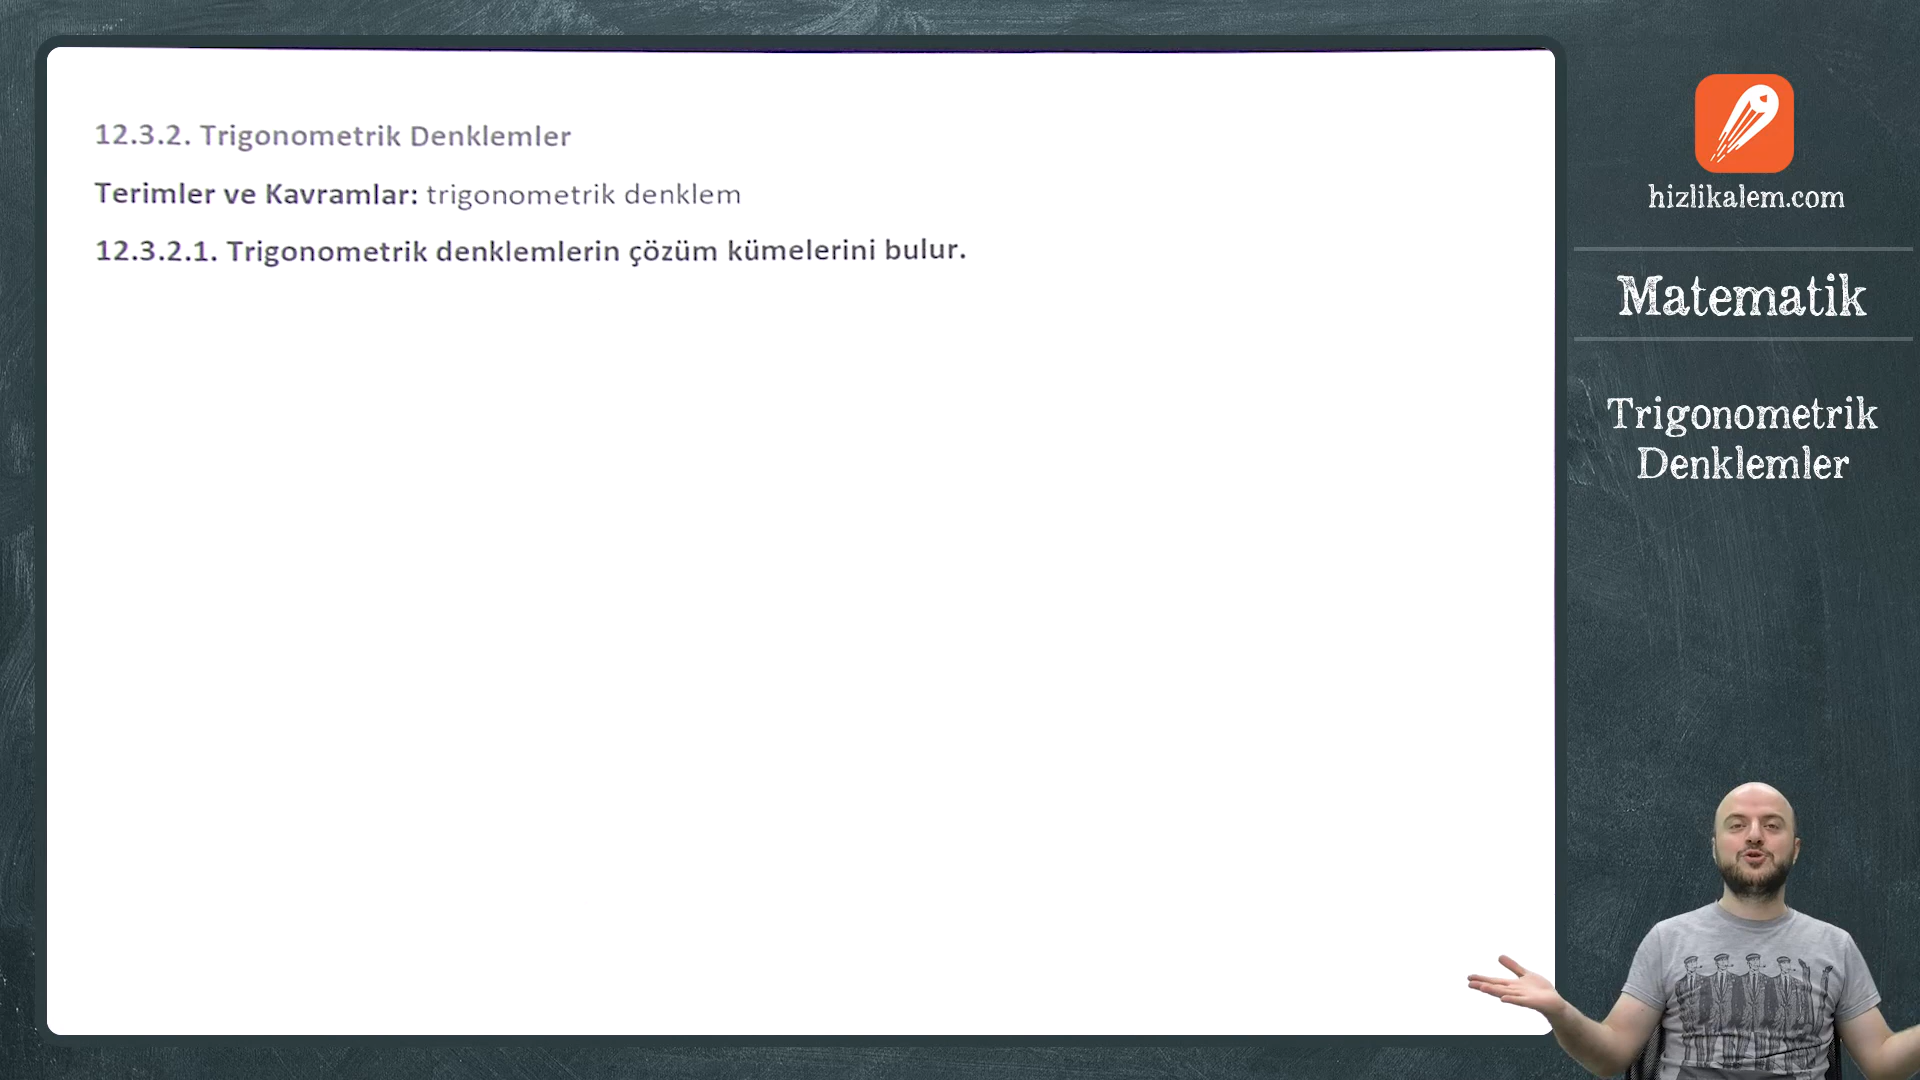 12.3.2. Trigonometrik Denklemler
Terimler ve Kavramlar: trigonometrik denklem
12.3.2.1. Trigonometrik denklemlerin çözüm kümelerini bulur.
hizlikalem.com
Matematik
Trigonometrik
Denklemler